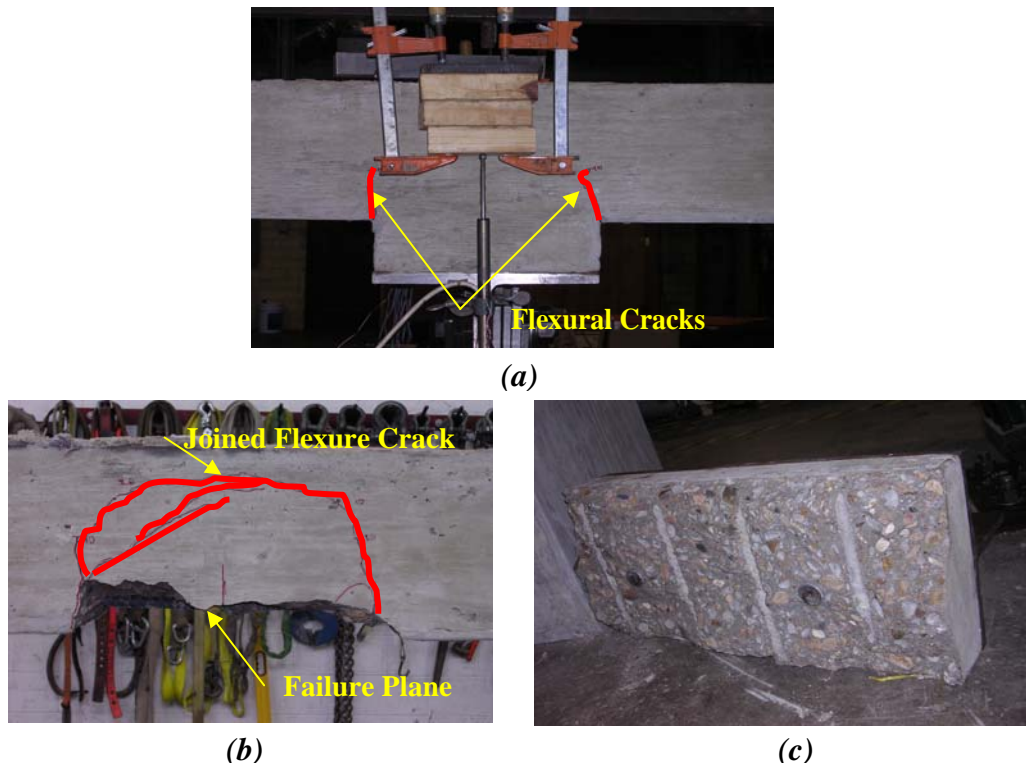 Flexural Cracks
(a)
Joined Flexure Crack
Failure Plane
(b)
(c)